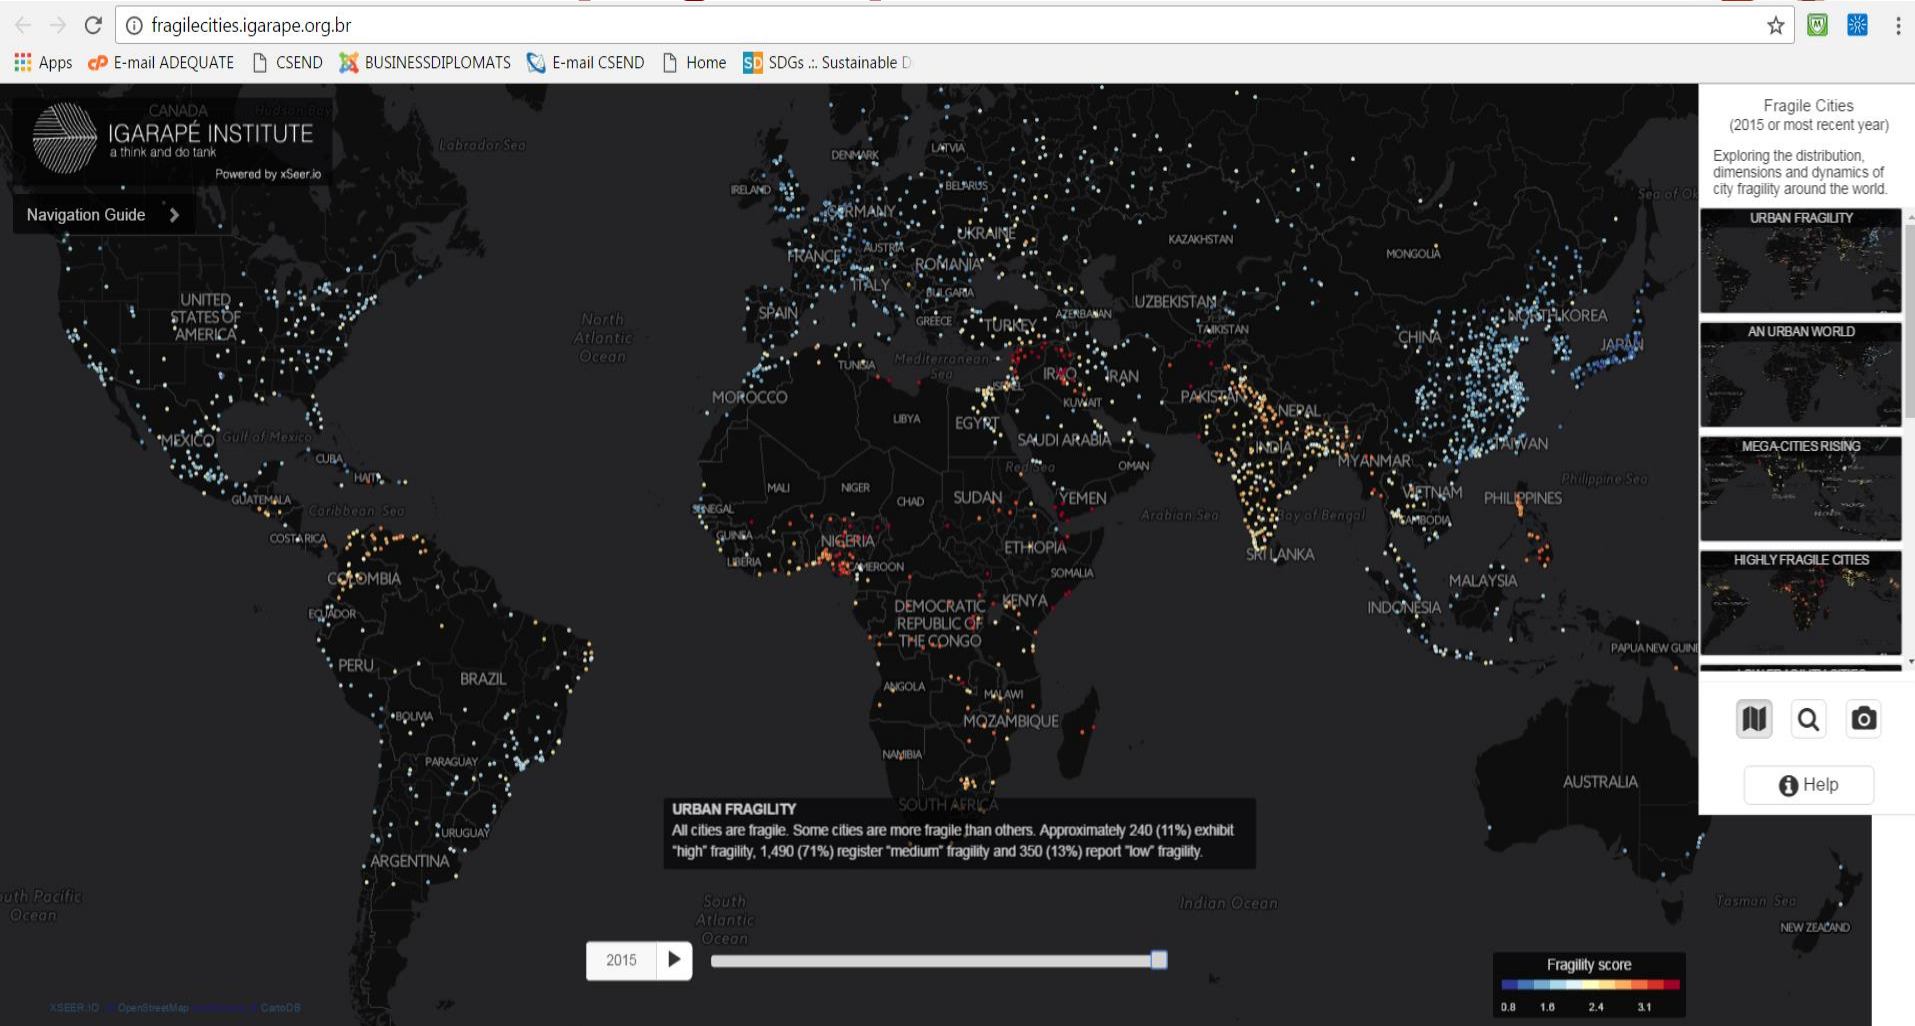 fragilecities.igarape.org.br
Apps
E-mail ADEQUATE
CSEND
BUSINESSDIPLOMATS
E-mail CSEND
Home
SD
SDGs .:. Sustainable D
IGARAPÉ INSTITUTE
a think and do tank
Powered by xSeer.io
Navigation Guide
CANADA
Hudson Bay
Labrador Sea
UNITED
STATES OF
AMERICA
MEXICO
Gulf of Mexico
CUBA
HAITI
GUATEMALA
Caribbean Sea
COSTA RICA
COLOMBIA
ECUADOR
PERU
BRAZIL
BOLIVIA
PARAGUAY
URUGUAY
ARGENTINA
North
Atlantic
Ocean
DENMARK
LATVIA
IRELAND
BELARUS
GERMANY
UKRAINE
AUSTRIA
FRANCE
ROMANIA
ITALY
BULGARIA
SPAIN
GREECE
TURKEY
AZERBAIJAN
KAZAKHSTAN
MONGOLIA
UZBEKISTAN
TAJIKISTAN
CHINA
NORTH KOREA
JAPAN
Sea of Ok
TUNISIA
Mediterranean
Sea
ISRAEL
IRAQ
IRAN
MOROCCO
KUWAIT
PAKISTAN
NEPAL
LIBYA
EGYPT
SAUDI ARABIA
INDIA
TAIWAN
Red Sea
OMAN
MYANMAR
MALI
NIGER
CHAD
SUDAN
YEMEN
VIETNAM
PHILIPPINES
Philippine Sea
SENEGAL
Arabian Sea
Bay of Bengal
CAMBODIA
GUINEA
NIGERIA
ETHIOPIA
SRI LANKA
LIBERIA
CAMEROON
SOMALIA
MALAYSIA
DEMOCRATIC
REPUBLIC OF
THE CONGO
KENYA
INDONESIA
PAPUA NEW GUIN
ANGOLA
MALAWI
MOZAMBIQUE
NAMIBIA
AUSTRALIA
SOUTH AFRICA
URBAN FRAGILITY
All cities are fragile. Some cities are more fragile than others. Approximately 240 (11%) exhibit
"high" fragility, 1,490 (71%) register "medium" fragility and 350 (13%) report "low" fragility.
outh Pacific
Ocean
South
Atlantic
Ocean
Indian Ocean
Tasman Sea
NEW ZEALAND
2015
Fragility score
0.8 1.6 2.4 3.1
XSEER.IO
OpenStreetMap
CartoDB
Fragile Cities
(2015 or most recent year)
Exploring the distribution,
dimensions and dynamics of
city fragility around the world.
URBAN FRAGILITY
AN URBAN WORLD
MEGA-CITIES RISING
HIGHLY FRAGILE CITIES
Help